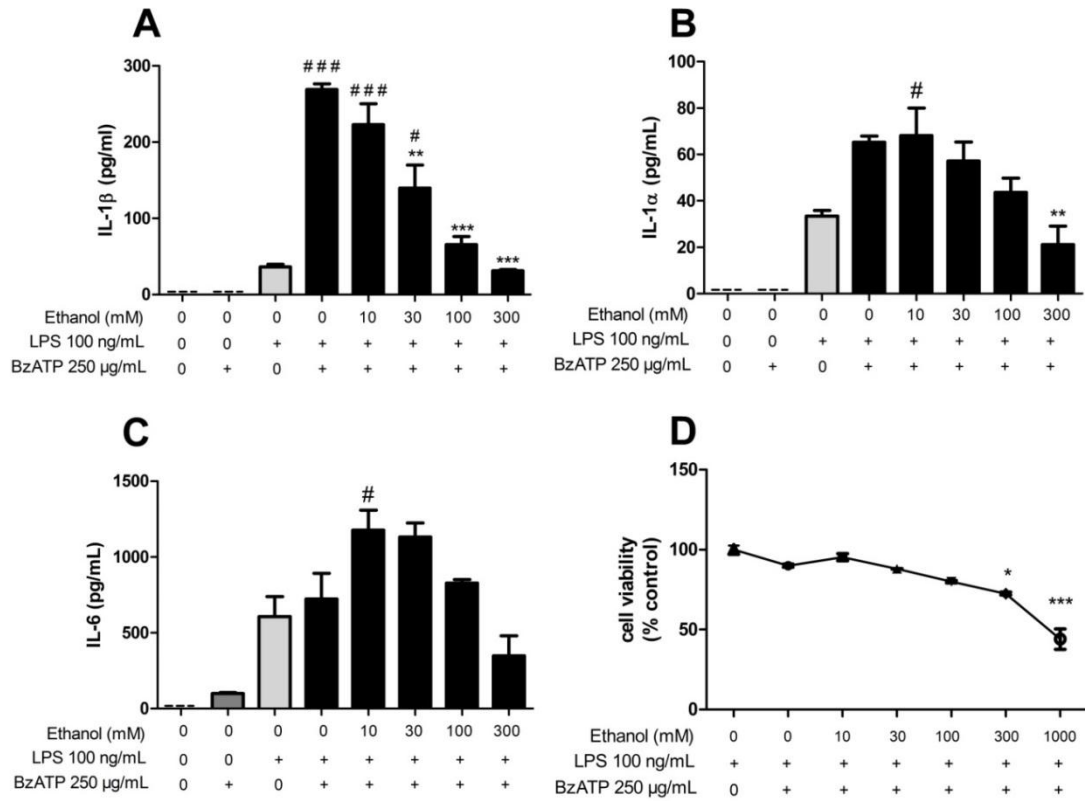 A
IL-1β (pg/ml)
300
200
100
0
###
###
#
**
***
***
Ethanol (mM) 0 0 0 0 10 30 100 300
LPS 100 ng/mL 0 0 + + + + + +
BzATP 250 µg/mL 0 + 0 + + + + +
B
IL-1α (pg/mL)
100
80
60
40
20
0
#
**
Ethanol (mM) 0 0 0 0 10 30 100 300
LPS 100 ng/mL 0 0 + + + + + +
BzATP 250 µg/mL 0 + 0 + + + + +
C
IL-6 (pg/mL)
1500
1000
500
0
#
Ethanol (mM) 0 0 0 0 10 30 100 300
LPS 100 ng/mL 0 0 + + + + + +
BzATP 250 µg/mL 0 + 0 + + + + +
D
cell viability
(% control)
150
100
50
0
*
***
Ethanol (mM) 0 0 10 30 100 300 1000
LPS 100 ng/mL + + + + + + +
BzATP 250 µg/mL 0 + + + + + +